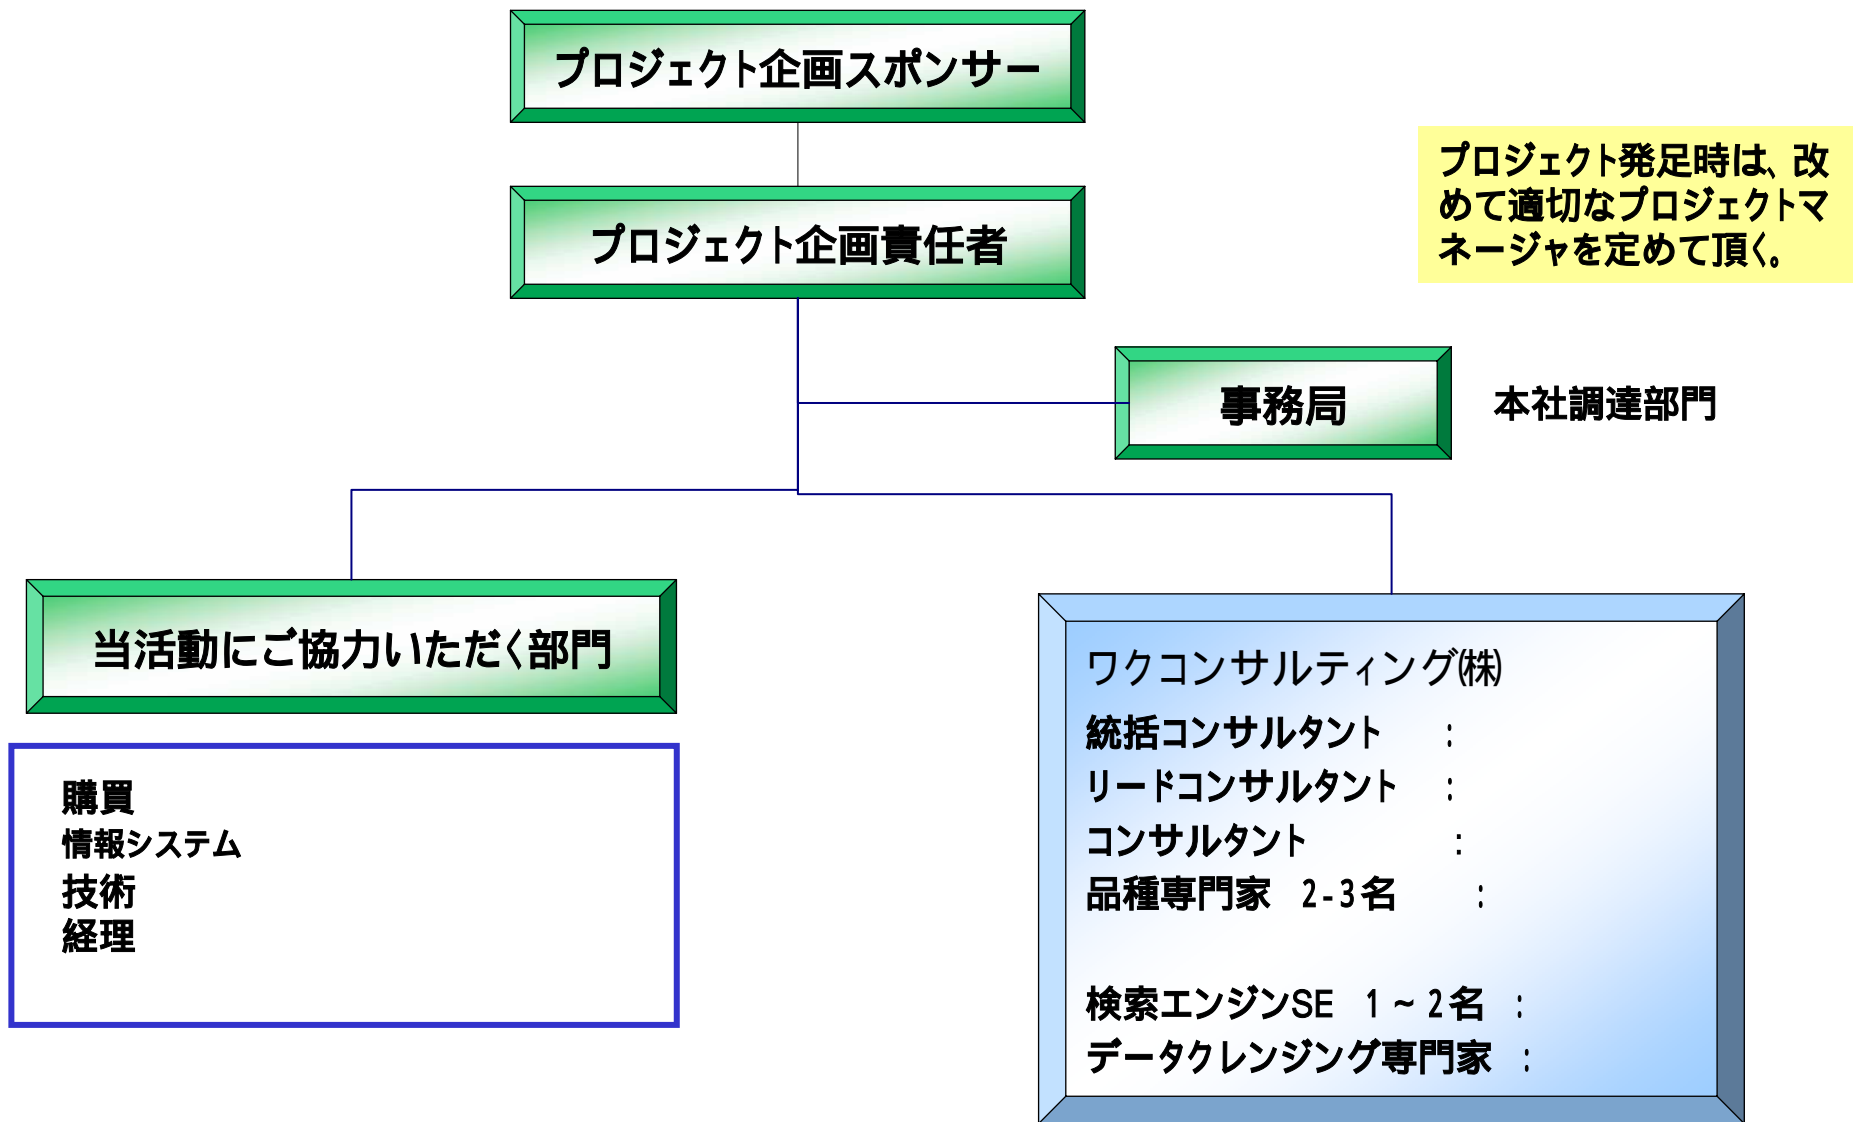 プロジェクト企画スポンサー
プロジェクト発足時は、改
めて適切なプロジェクトマ
ネージャを定めて頂く。
プロジェクト企画責任者
事務局
本社調達部門
当活動にご協力いただく部門
購買
情報システム
技術
経理
ワクコンサルティング㈱
統括コンサルタント :
リードコンサルタント :
コンサルタント :
品種専門家 2-3名 :
検索エンジンSE 1~2名 :
データクレンジング専門家 :